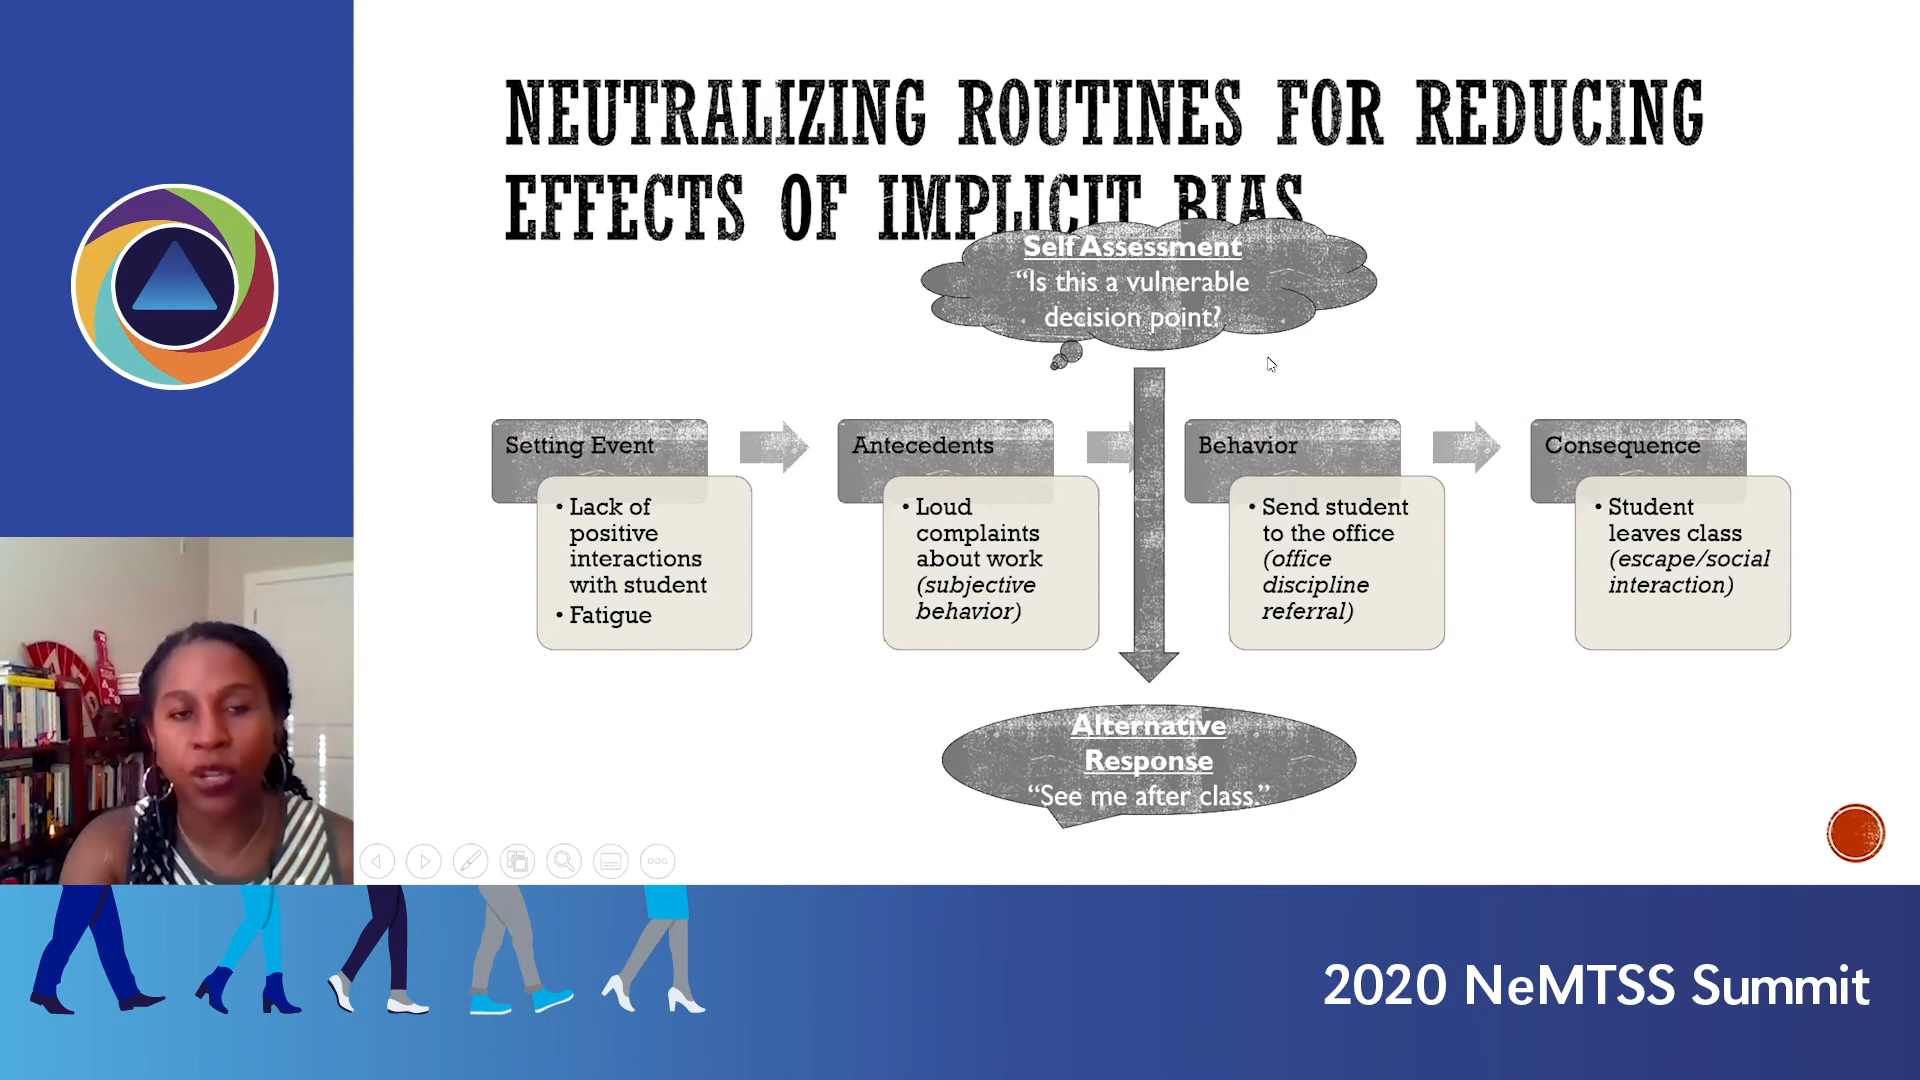 NEUTRALIZING ROUTINES FOR REDUCING
EFFECTS OF IMPLICIT BIAS
Self Assessment
“Is this a vulnerable
decision point?
Setting Event
• Lack of
positive
interactions
with student
• Fatigue
Antecedents
• Loud
complaints
about work
(subjective
behavior)
Behavior
• Send student
to the office
(office
discipline
referral)
Consequence
• Student
leaves class
(escape/social
interaction)
Alternative
Response
“See me after class.”
2020 NeMTSS Summit